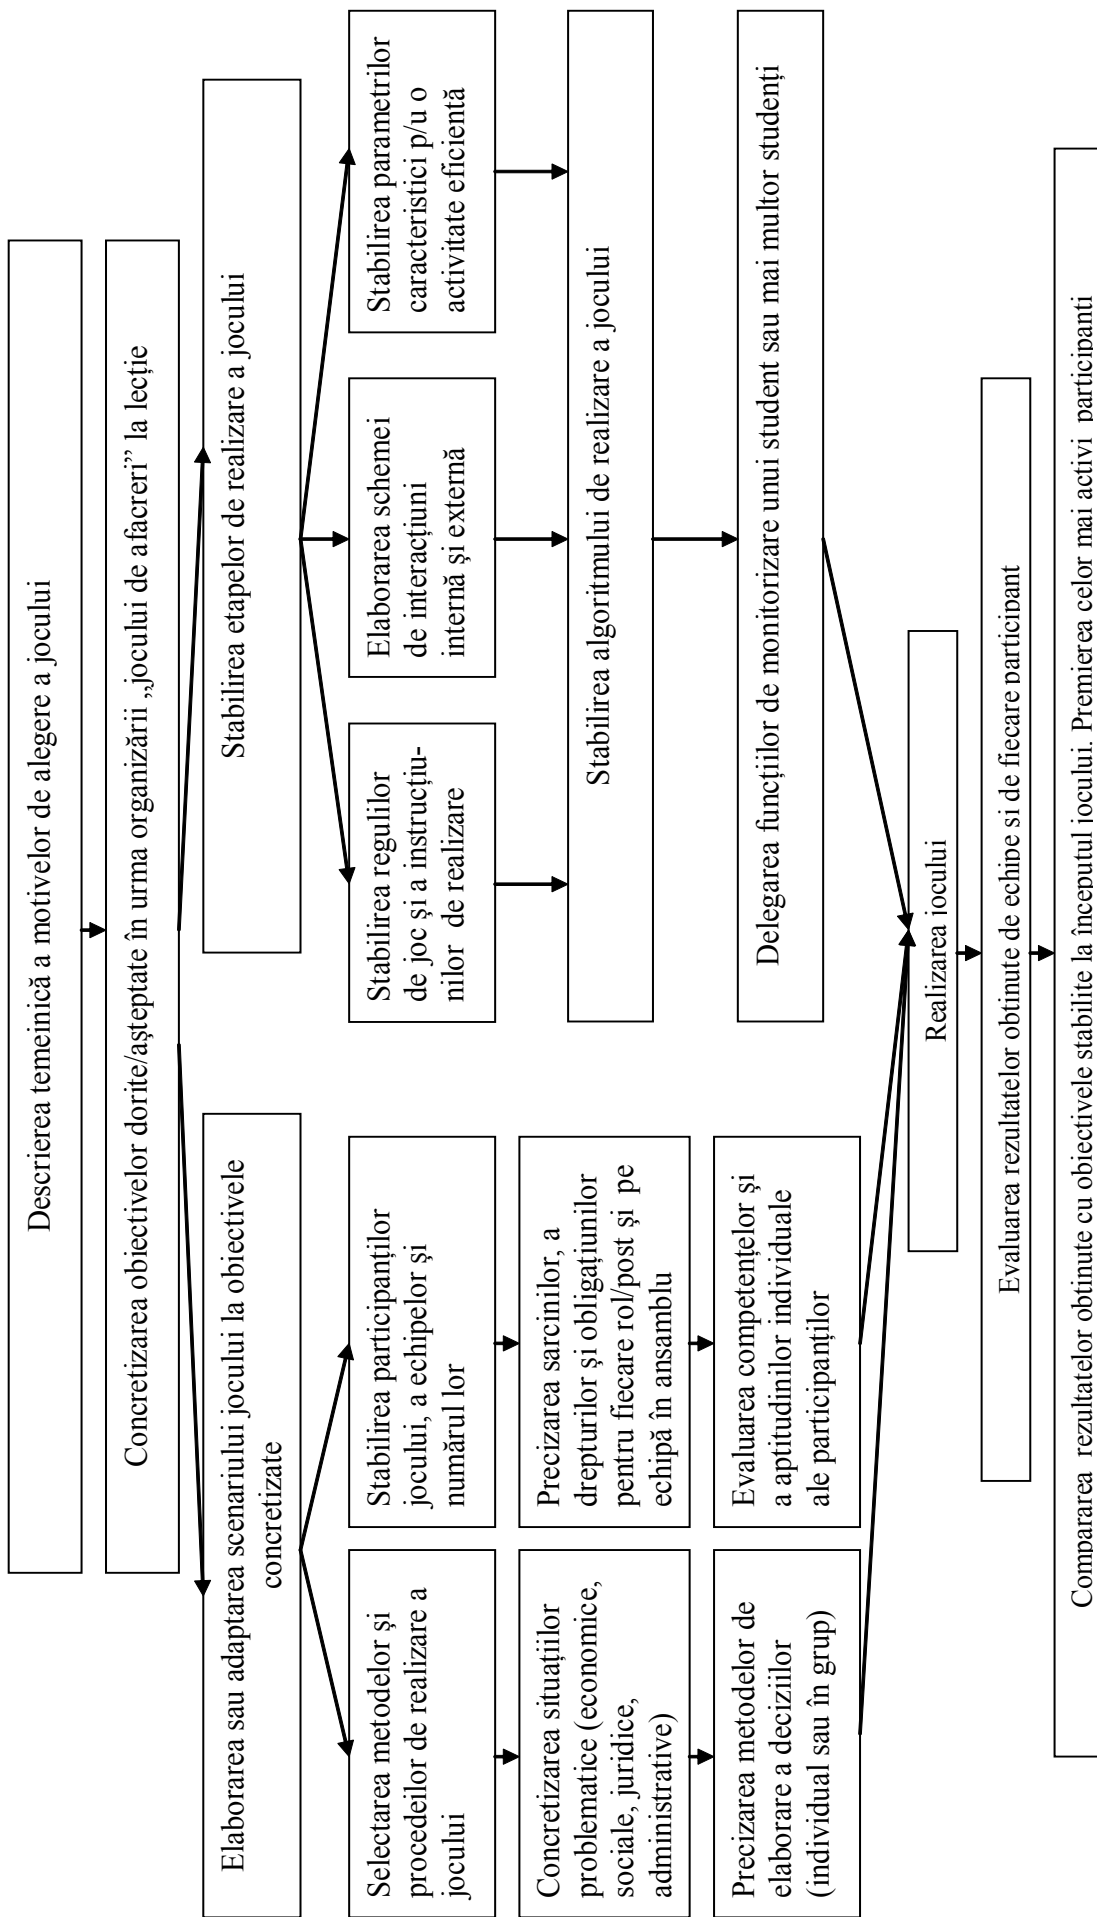 Descrierea temeinică a motivelor de alegere a jocului
Concretizarea obiectivelor dorite/așteptate în urma organizării „jocului de afacreri” la lecție
Elaborarea sau adaptarea scenariului jocului la obiectivele
concretizate
Stabilirea etapelor de realizare a jocului
Selectarea metodelor și
procedeilor de realizare a
jocului
Stabilirea participanților
jocului, a echipelor și
numărul lor
Stabilirea regulilor
de joc și a instrucțiu-
nilor de realizare
Elaborarea schemei
de interacțiuni
internă și externă
Stabilirea parametrilor
caracteristici p/u o
activitate eficientă
Concretizarea situațiilor
problematice (economice,
sociale, juridice,
administrative)
Precizarea sarcinilor, a
drepturilor și obligațiunilor
pentru fiecare rol/post și pe
echipă în ansamblu
Stabilirea algoritmului de realizare a jocului
Precizarea metodelor de
elaborare a deciziilor
(individual sau în grup)
Evaluarea competențelor și
a aptitudinilor individuale
ale participanților
Delegarea funcțiilor de monitorizare unui student sau mai multor studenți
Realizarea jocului
Evaluarea rezultatelor obținute de echipe și de fiecare participant
Compararea rezultatelor obținute cu obiectivele stabilite la începutul jocului. Premierea celor mai activi participanți